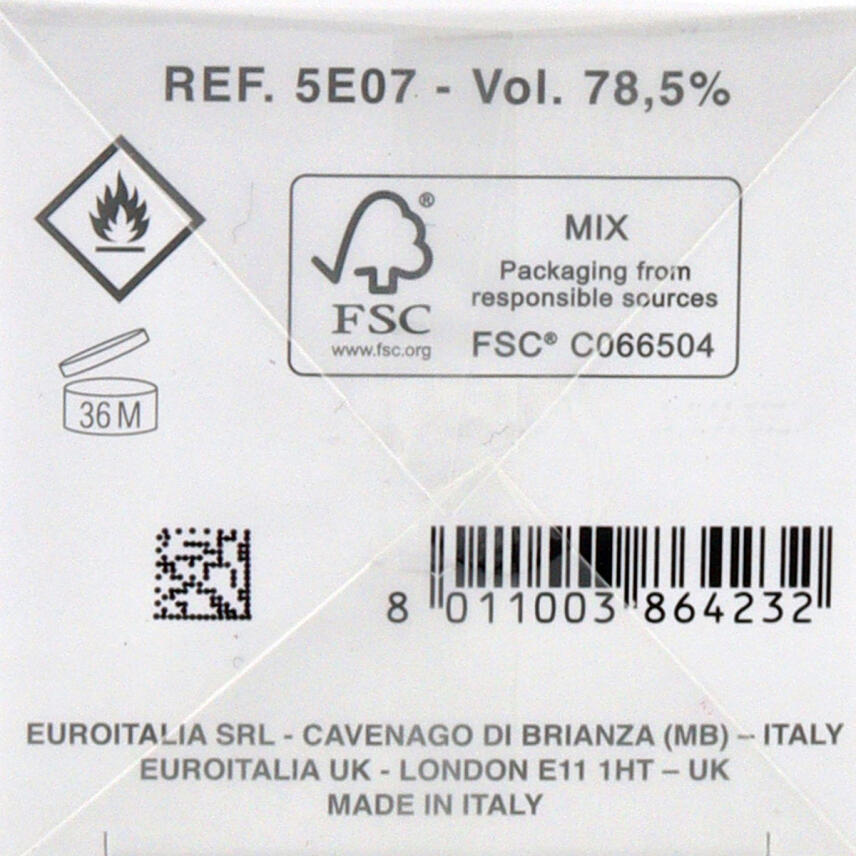 REF. 5E07 - Vol. 78,5%
®
MIX
Packaging from
responsible sources
FSC
www.fsc.org
FSC® C066504
36 M
8 011003 864232
EUROITALIA SRL - CAVENAGO DI BRIANZA (MB) – ITALY
EUROITALIA UK - LONDON E11 1HT – UK
MADE IN ITALY